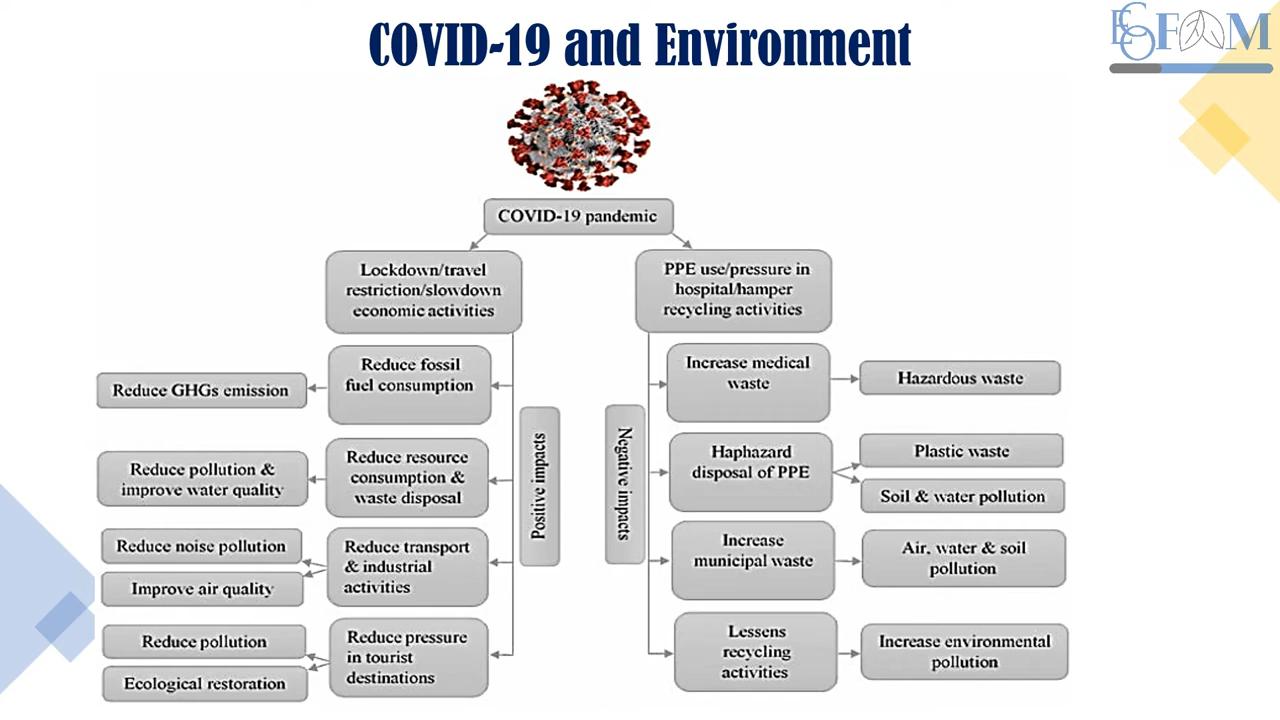 COVID-19 and Environment
ECOFAM
COVID-19 pandemic
Lockdown/travel
restriction/slowdown
economic activities
PPE use/pressure in
hospital/hamper
recycling activities
Positive impacts
Reduce fossil
fuel consumption
Reduce GHGs emission
Reduce resource
consumption &
waste disposal
Reduce pollution &
improve water quality
Reduce transport
& industrial
activities
Reduce noise pollution
Improve air quality
Reduce pressure
in tourist
destinations
Reduce pollution
Ecological restoration
Negative impacts
Increase medical
waste
Hazardous waste
Haphazard
disposal of PPE
Plastic waste
Soil & water pollution
Increase
municipal waste
Air, water & soil
pollution
Lessens
recycling
activities
Increase environmental
pollution